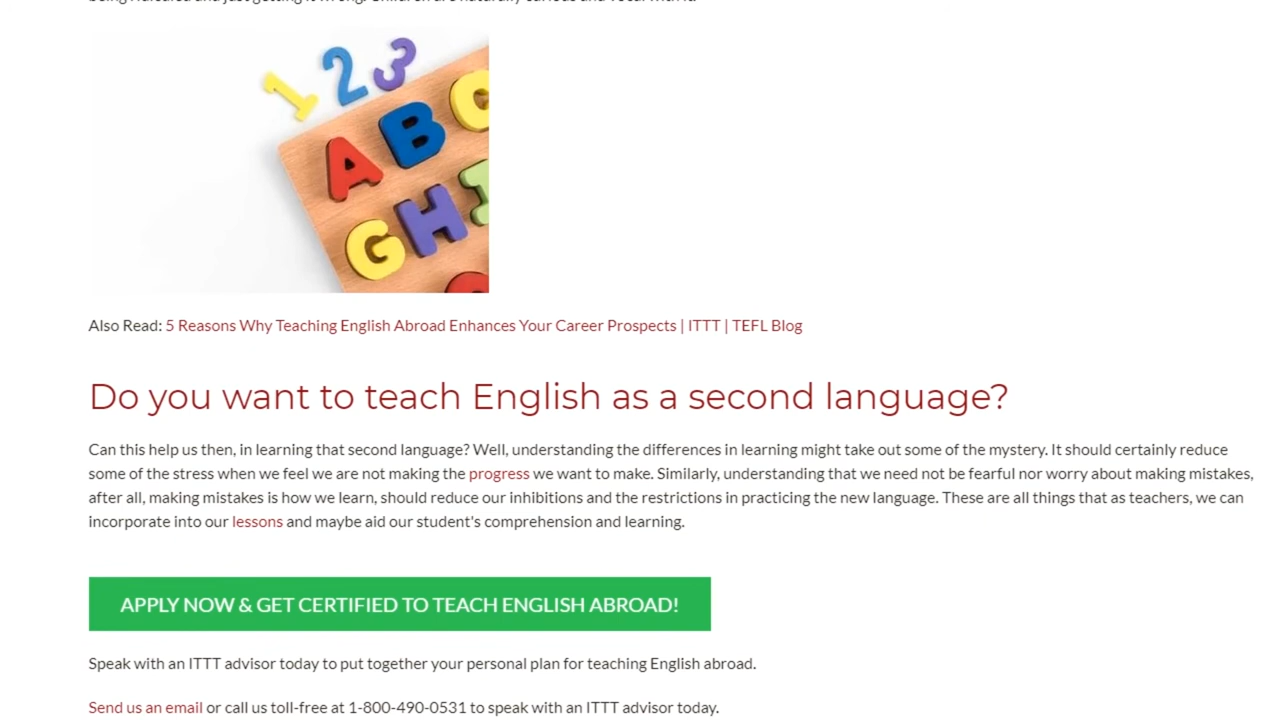 1 2 3
A B C
G H I
Also Read: 5 Reasons Why Teaching English Abroad Enhances Your Career Prospects | ITTT | TEFL Blog
Do you want to teach English as a second language?
Can this help us then, in learning that second language? Well, understanding the differences in learning might take out some of the mystery. It should certainly reduce
some of the stress when we feel we are not making the progress we want to make. Similarly, understanding that we need not be fearful nor worry about making mistakes,
after all, making mistakes is how we learn, should reduce our inhibitions and the restrictions in practicing the new language. These are all things that as teachers, we can
incorporate into our lessons and maybe aid our student's comprehension and learning.
APPLY NOW & GET CERTIFIED TO TEACH ENGLISH ABROAD!
Speak with an ITTT advisor today to put together your personal plan for teaching English abroad.
Send us an email or call us toll-free at 1-800-490-0531 to speak with an ITTT advisor today.